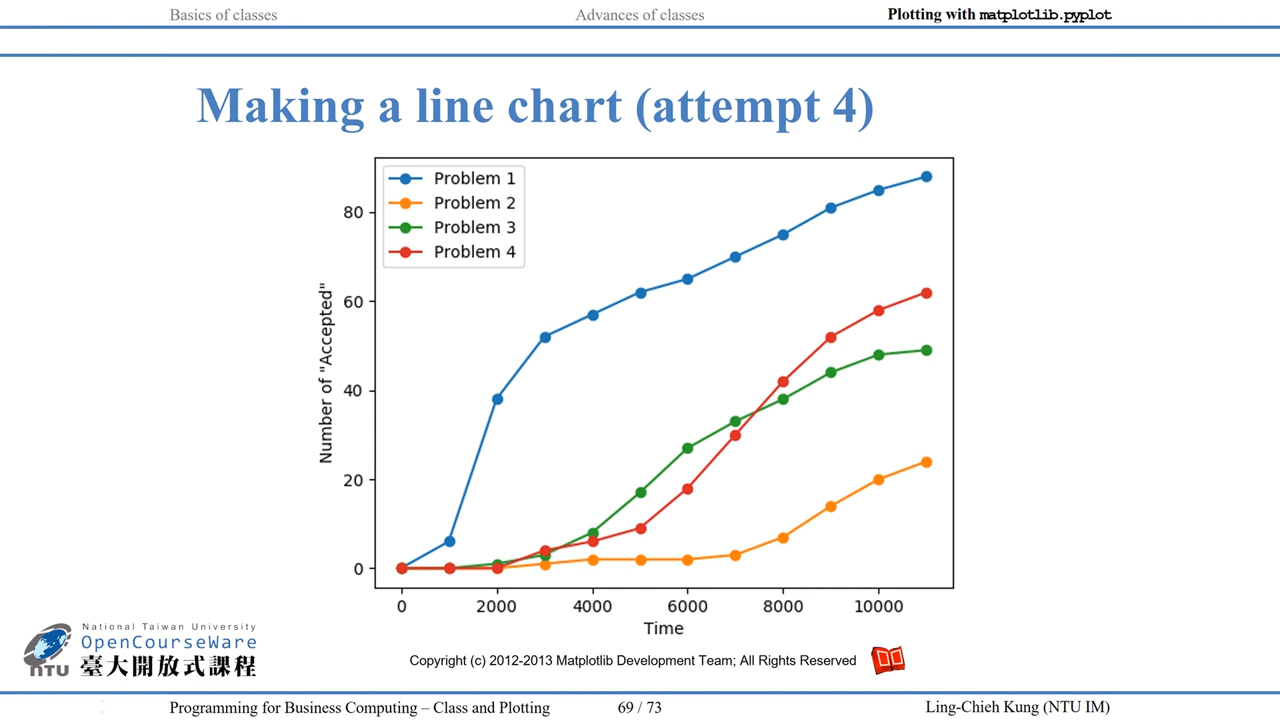 Basics of classes Advances of classes Plotting with matplotlib.pyplot
Making a line chart (attempt 4)
Problem 1
Problem 2
Problem 3
Problem 4
80
60
40
20
0
Number of "Accepted"
0 2000 4000 6000 8000 10000
Time
National Taiwan University
OpenCourseWare
NTU 臺大開放式課程
Copyright (c) 2012-2013 Matplotlib Development Team; All Rights Reserved
Programming for Business Computing – Class and Plotting 69 / 73 Ling-Chieh Kung (NTU IM)